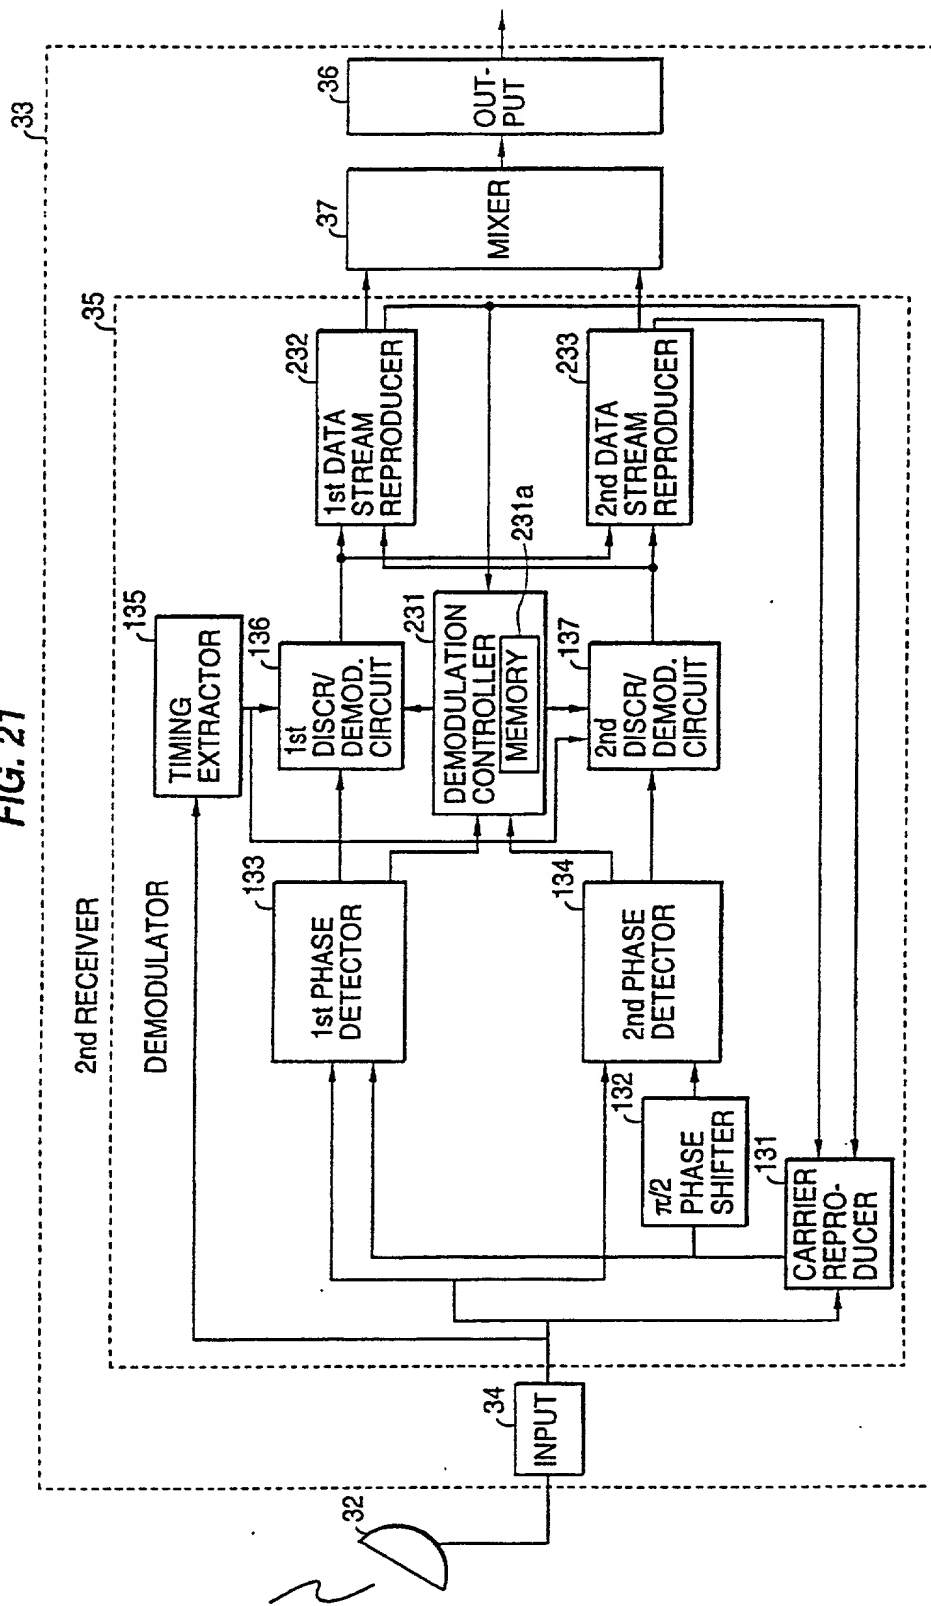 FIG. 21
33
2nd RECEIVER
35
DEMODULATOR
32
34
INPUT
135
TIMING
EXTRACTOR
133
1st PHASE
DETECTOR
136
1st
DISCR/
DEMOD.
CIRCUIT
232
1st DATA
STREAM
REPRODUCER
231
DEMODULATION
CONTROLLER
MEMORY
231a
134
2nd PHASE
DETECTOR
137
2nd
DISCR/
DEMOD.
CIRCUIT
233
2nd DATA
STREAM
REPRODUCER
132
π/2
PHASE
SHIFTER
131
CARRIER
REPRO-
DUCER
37
MIXER
36
OUT-
PUT